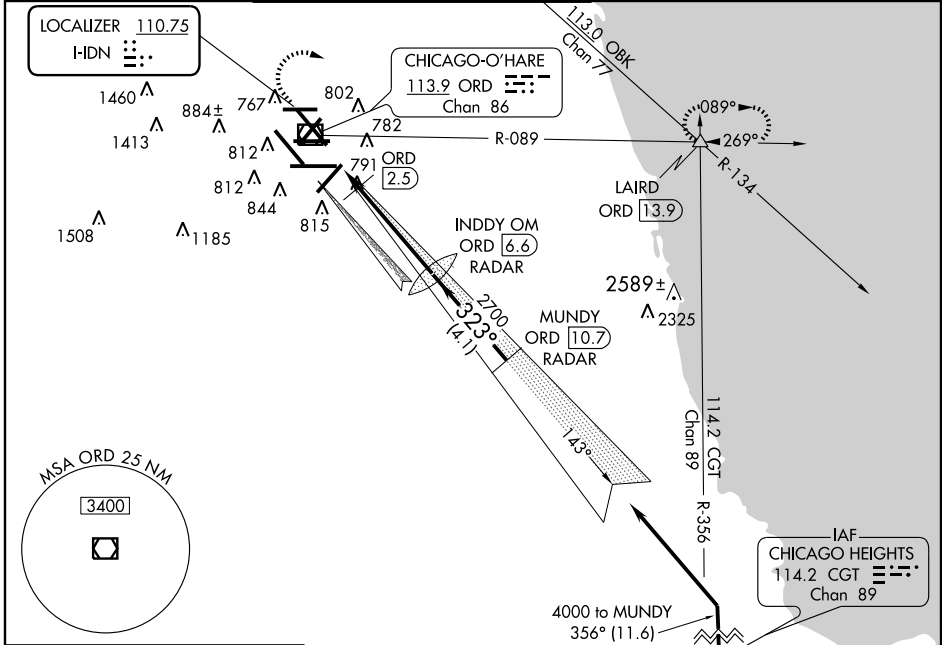 LOCALIZER 110.75
I-IDN
113.0 OBK
Chan 77
CHICAGO-O'HARE
113.9 ORD
Chan 86
1460
884±
767
802
1413
812
782
R-089
089°
269°
R-134
791
ORD
2.5
812
844
815
LAIRD
ORD 13.9
1508
1185
INDDY OM
ORD 6.6
RADAR
2589±
2325
2700
323°
(4.1)
MUNDY
ORD 10.7
RADAR
114.2 CGT
Chan 89
143°
MSA ORD 25 NM
3400
R-356
IAF
CHICAGO HEIGHTS
114.2 CGT
Chan 89
4000 to MUNDY
356° (11.6)